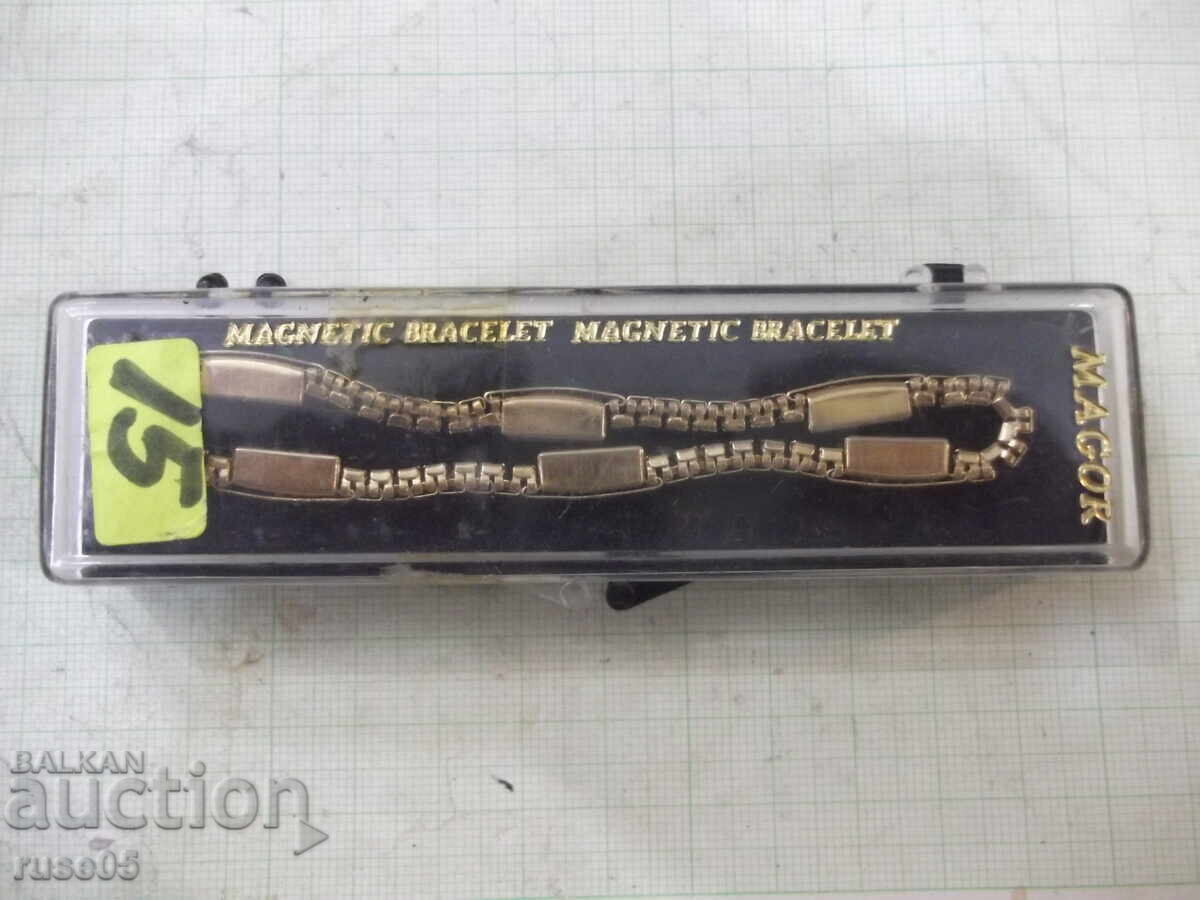 MAGNETIC BRACELET MAGNETIC BRACELET
MAGOR
15
BALKAN
auction
ruse05